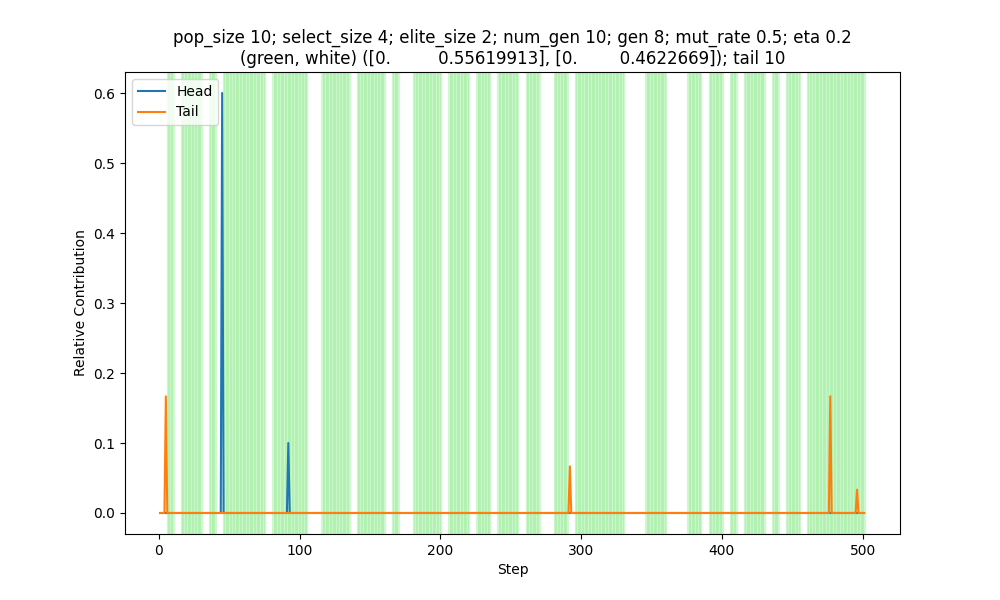 pop_size 10; select_size 4; elite_size 2; num_gen 10; gen 8; mut_rate 0.5; eta 0.2
(green, white) ([0. 0.55619913], [0. 0.4622669]); tail 10
Head
Tail
0.6
0.5
0.4
0.3
0.2
0.1
0.0
Relative Contribution
0 100 200 300 400 500
Step